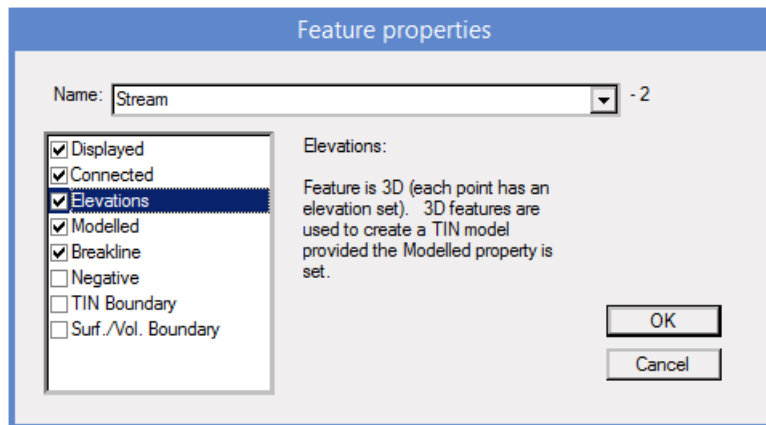 Feature properties
Name: Stream - 2
Displayed
Connected
Elevations
Modelled
Breakline
Negative
TIN Boundary
Surf./Vol. Boundary
Elevations:
Feature is 3D (each point has an
elevation set). 3D features are
used to create a TIN model
provided the Modelled property is
set.
OK
Cancel